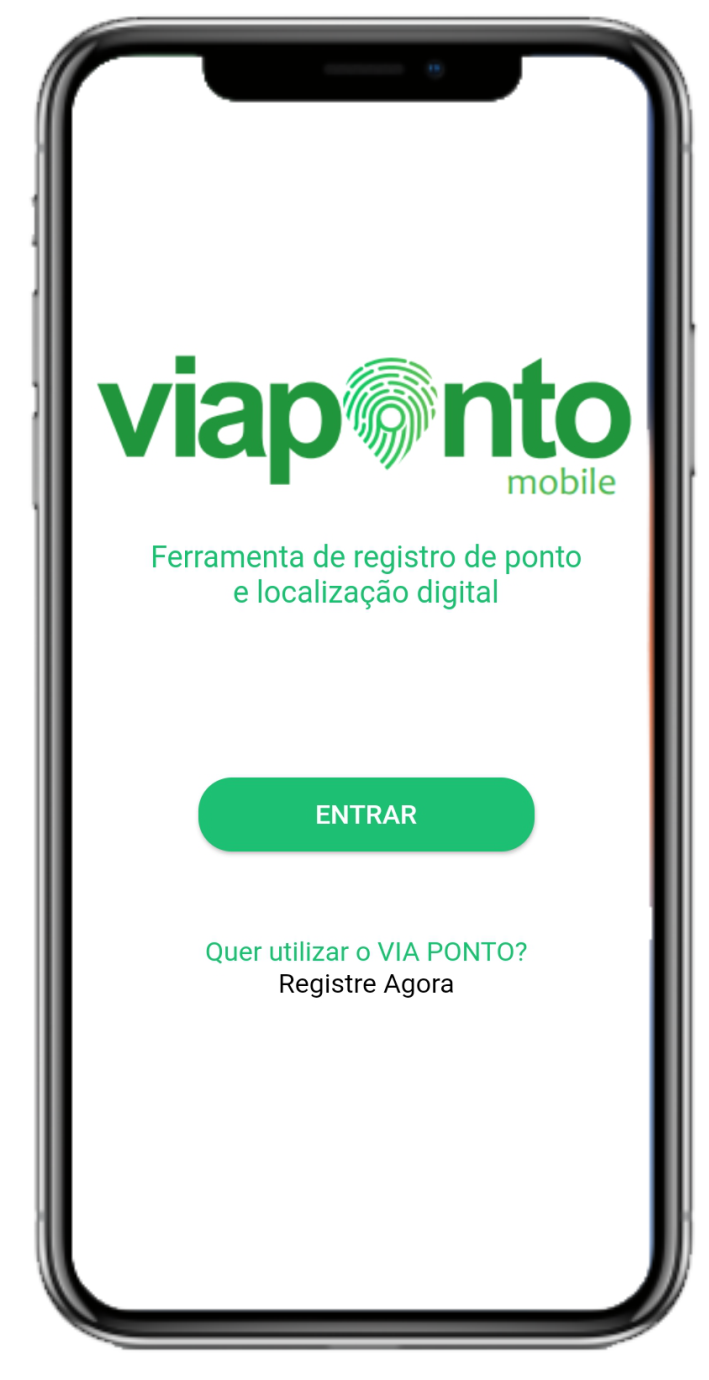 viaponto
mobile
Ferramenta de registro de ponto
e localização digital
ENTRAR
Quer utilizar o VIA PONTO?
Registre Agora